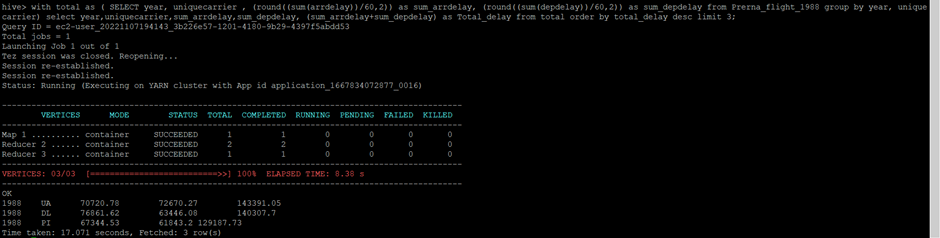 hive> with total as ( SELECT year, uniquecarrier , (round((sum(arrdelay))/60,2)) as sum_arrdelay, (round((sum(depdelay))/60,2)) as sum_depdelay from Prerna_flight_1988 group by year, unique
carrier) select year,uniquecarrier,sum_arrdelay,sum_depdelay, (sum_arrdelay+sum_depdelay) as Total_delay from total order by total_delay desc limit 3;
Query ID = ec2-user_20221107194143_3b226e57-1201-4180-9b29-4397f5abdd53
Total jobs = 1
Launching Job 1 out of 1
Tez session was closed. Reopening...
Session re-established.
Session re-established.
Status: Running (Executing on YARN cluster with App id application_1667834072877_0016)
----------------------------------------------------------------------------------------------
VERTICES MODE STATUS TOTAL COMPLETED RUNNING PENDING FAILED KILLED
----------------------------------------------------------------------------------------------
Map 1 .......... container SUCCEEDED 1 1 0 0 0 0
Reducer 2 ...... container SUCCEEDED 2 2 0 0 0 0
Reducer 3 ...... container SUCCEEDED 1 1 0 0 0 0
----------------------------------------------------------------------------------------------
VERTICES: 03/03 [==========================>>] 100% ELAPSED TIME: 8.38 s
----------------------------------------------------------------------------------------------
OK
1988 UA 70720.78 72670.27 143391.05
1988 DL 76861.62 63446.08 140307.7
1988 PI 67344.53 61843.2 129187.73
Time taken: 17.071 seconds, Fetched: 3 row(s)